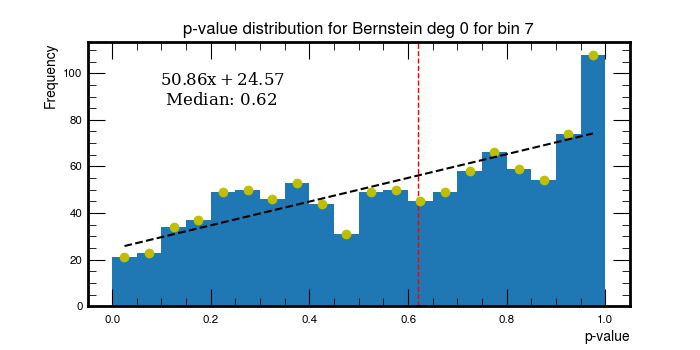 p-value distribution for Bernstein deg 0 for bin 7
Frequency
50.86x + 24.57
Median: 0.62
100
80
60
40
20
0
0.0 0.2 0.4 0.6 0.8 1.0
p-value